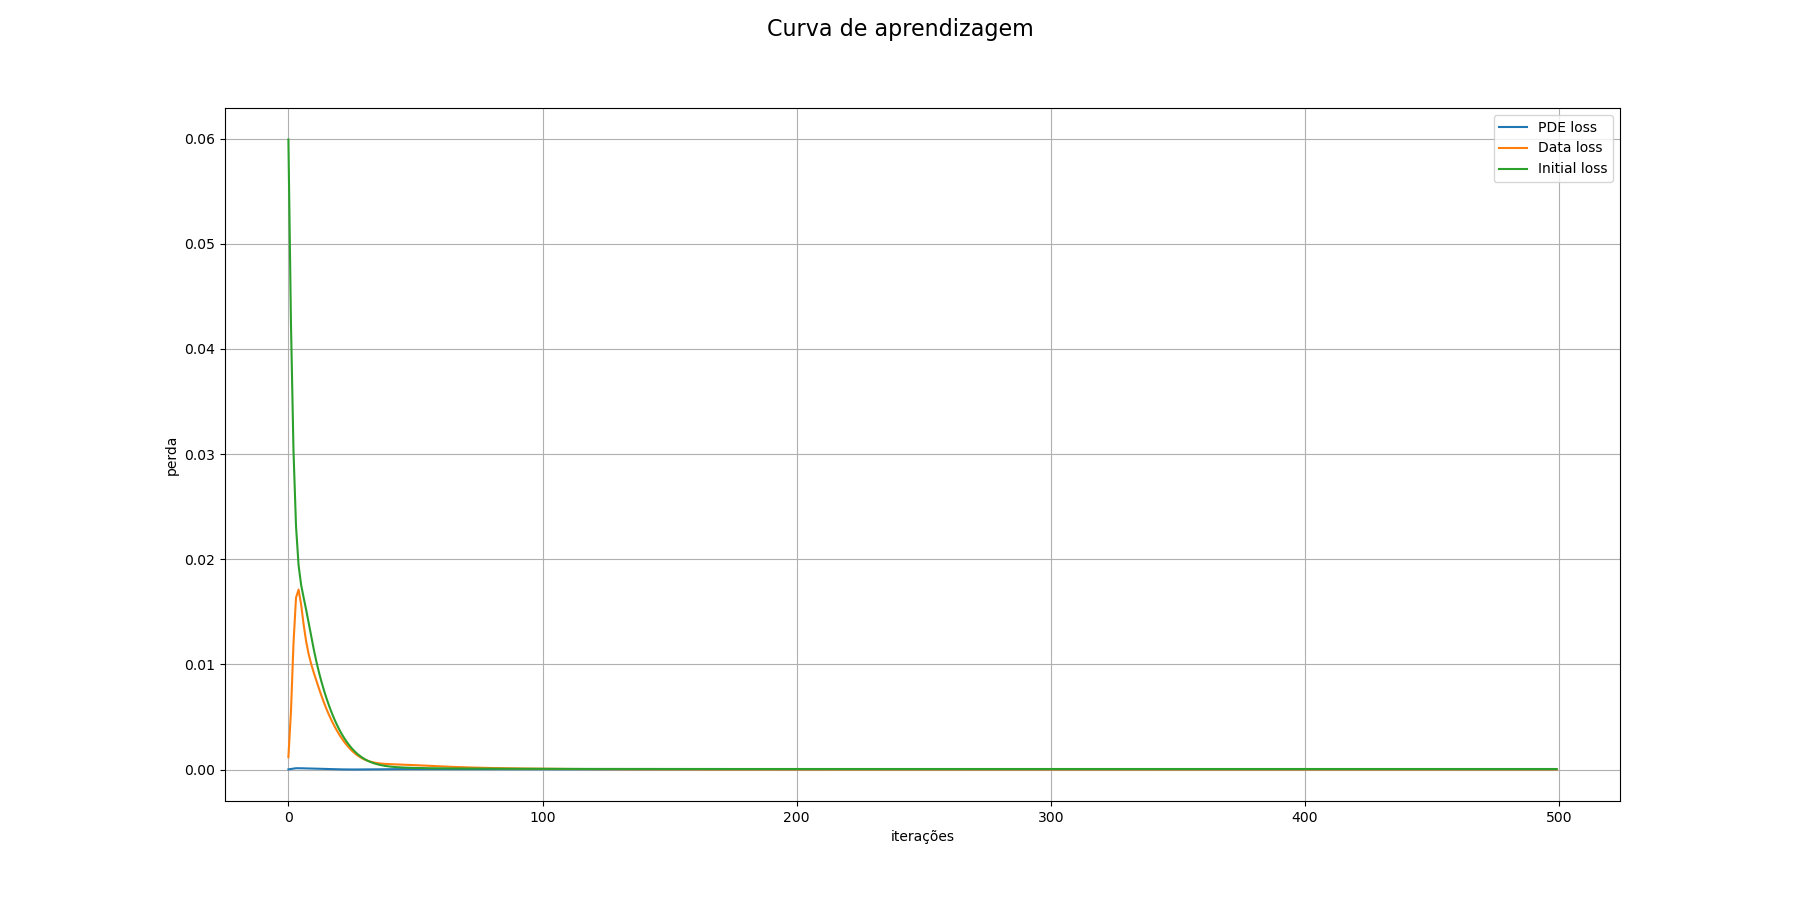 Curva de aprendizagem
PDE loss
Data loss
Initial loss
0.06
0.05
0.04
0.03
0.02
0.01
0.00
perda
0 100 200 300 400 500
iterações